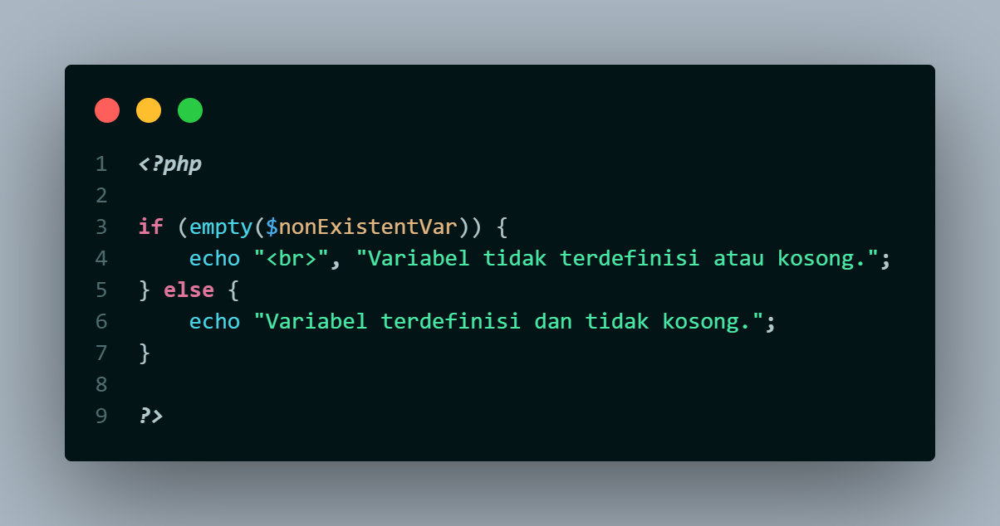 1 <?php
2
3 if (empty($nonExistentVar)) {
4     echo "<br>", "Variabel tidak terdefinisi atau kosong.";
5 } else {
6     echo "Variabel terdefinisi dan tidak kosong.";
7 }
8
9 ?>